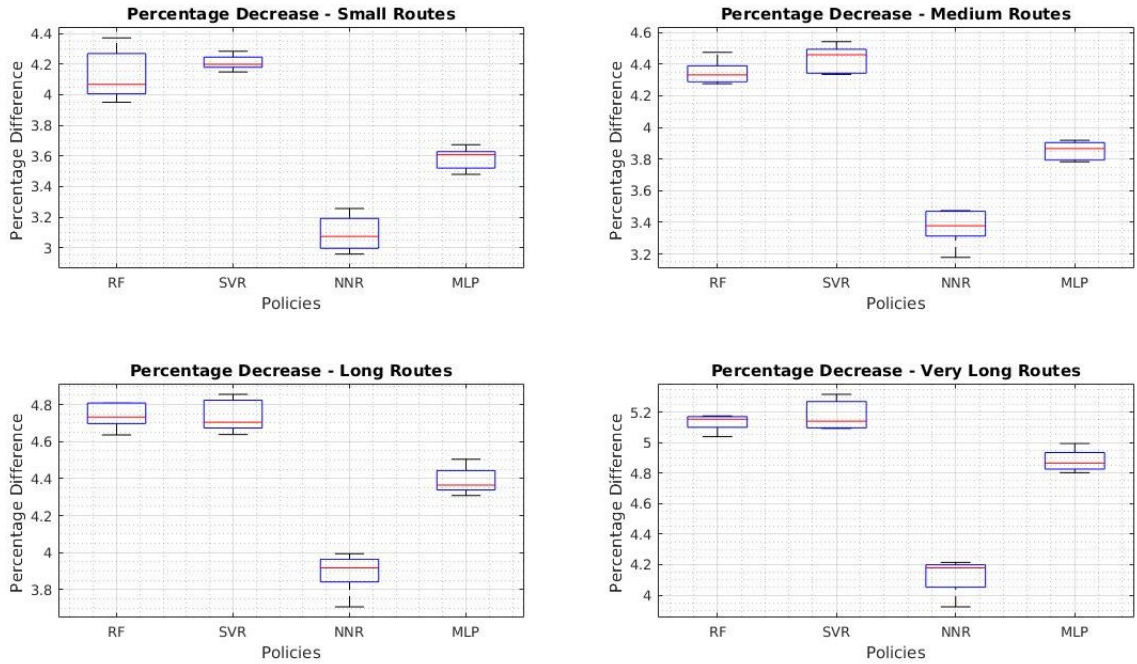 Percentage Decrease - Small Routes
4.4
4.2
4
3.8
3.6
3.4
3.2
3
Percentage Difference
RF SVR NNR MLP
Policies
Percentage Decrease - Medium Routes
4.6
4.4
4.2
4
3.8
3.6
3.4
3.2
Percentage Difference
RF SVR NNR MLP
Policies
Percentage Decrease - Long Routes
4.8
4.6
4.4
4.2
4
3.8
Percentage Difference
RF SVR NNR MLP
Policies
Percentage Decrease - Very Long Routes
5.2
5
4.8
4.6
4.4
4.2
4
Percentage Difference
RF SVR NNR MLP
Policies